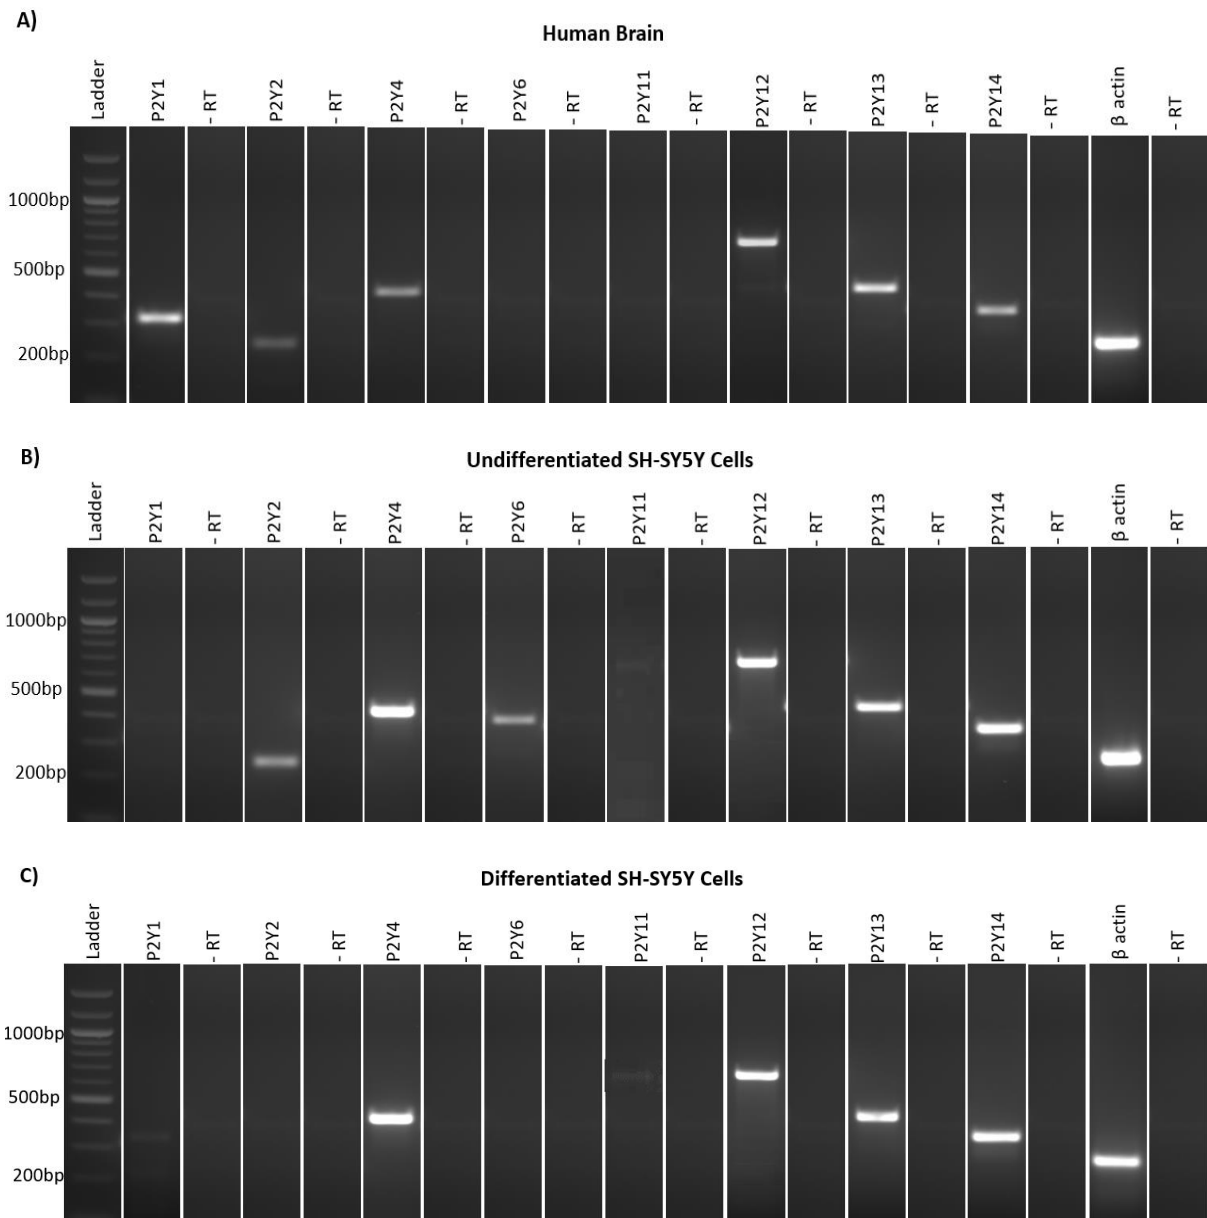 A)
Human Brain
Ladder P2Y1 - RT P2Y2 - RT P2Y4 - RT P2Y6 - RT P2Y11 - RT P2Y12 - RT P2Y13 - RT P2Y14 - RT β actin - RT
1000bp
500bp
200bp
B)
Undifferentiated SH-SY5Y Cells
Ladder P2Y1 - RT P2Y2 - RT P2Y4 - RT P2Y6 - RT P2Y11 - RT P2Y12 - RT P2Y13 - RT P2Y14 - RT β actin - RT
1000bp
500bp
200bp
C)
Differentiated SH-SY5Y Cells
Ladder P2Y1 - RT P2Y2 - RT P2Y4 - RT P2Y6 - RT P2Y11 - RT P2Y12 - RT P2Y13 - RT P2Y14 - RT β actin - RT
1000bp
500bp
200bp